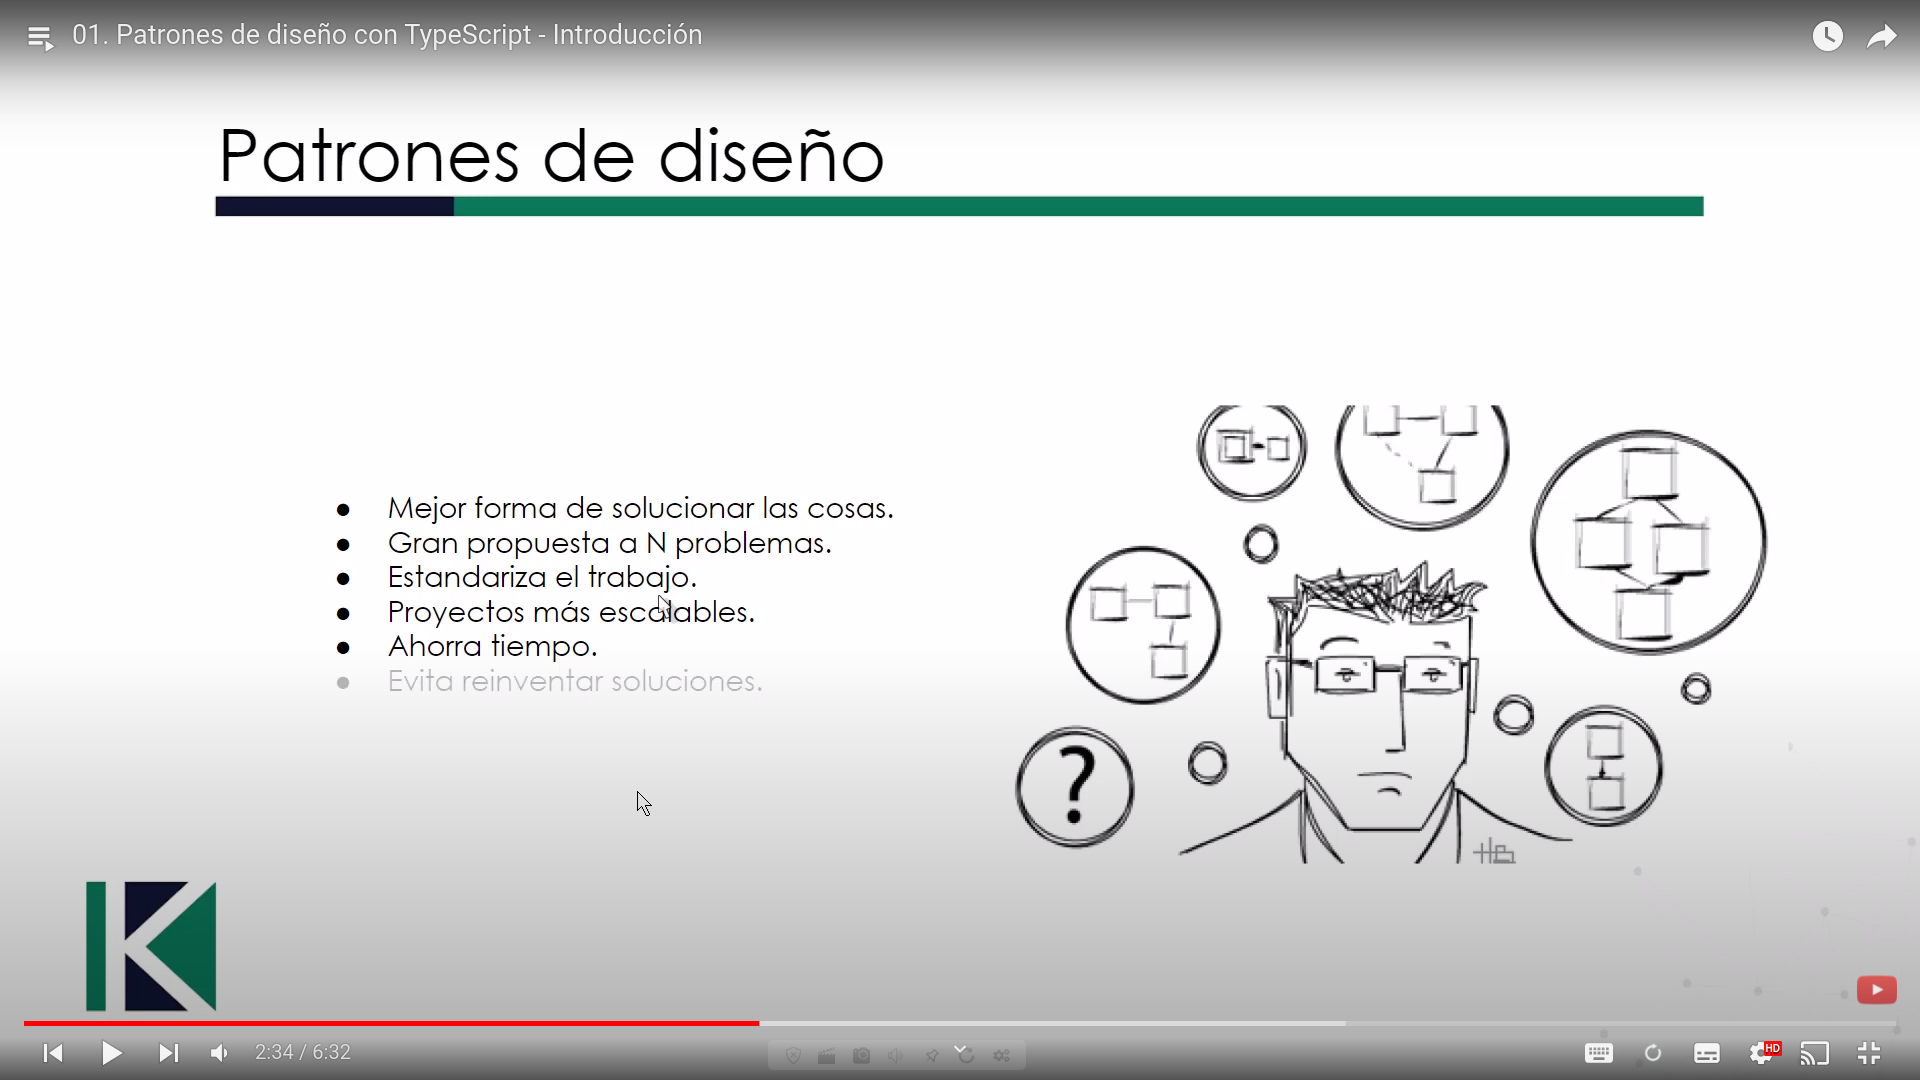 01. Patrones de diseño con TypeScript - Introducción
Patrones de diseño
● Mejor forma de solucionar las cosas.
● Gran propuesta a N problemas.
● Estandariza el trabajo.
● Proyectos más escalables.
● Ahorra tiempo.
● Evita reinventar soluciones.
?
HB
K
2:34 / 6:32
HD